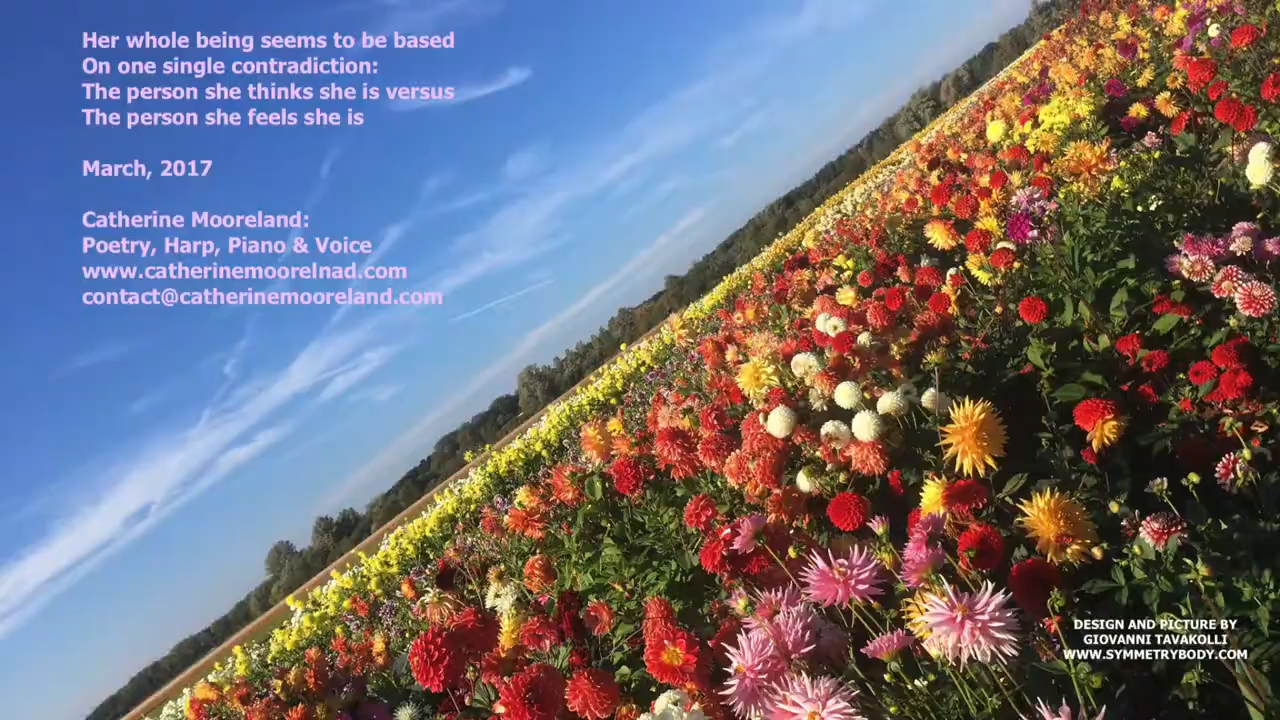 Her whole being seems to be based
On one single contradiction:
The person she thinks she is versus
The person she feels she is
March, 2017
Catherine Mooreland:
Poetry, Harp, Piano & Voice
www.catherinemoorelnad.com
contact@catherinemooreland.com
DESIGN AND PICTURE BY
GIOVANNI TAVAKOLLI
WWW.SYMMETRYBODY.COM